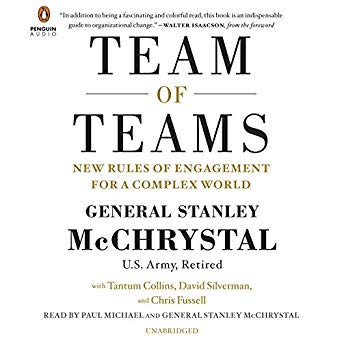 PENGUIN
AUDIO
"In addition to being a fascinating and colorful read, this book is an indispensable
guide to organizational change." —WALTER ISAACSON, from the foreword
TEAM
OF
TEAMS
NEW RULES OF ENGAGEMENT
FOR A COMPLEX WORLD
GENERAL STANLEY
McCHRYSTAL
U.S. Army, Retired
with Tantum Collins, David Silverman,
and Chris Fussell
READ BY PAUL MICHAEL AND GENERAL STANLEY McCHRYSTAL
UNABRIDGED